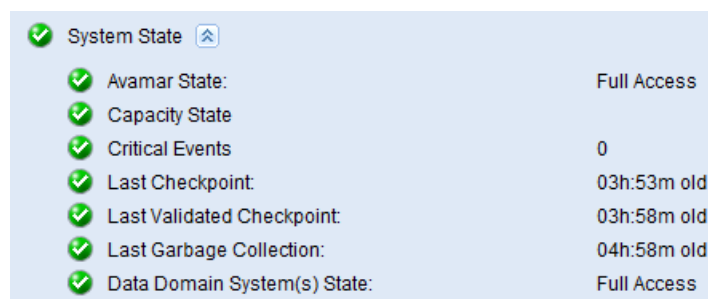 System State
Avamar State: Full Access
Capacity State
Critical Events 0
Last Checkpoint: 03h:53m old
Last Validated Checkpoint: 03h:58m old
Last Garbage Collection: 04h:58m old
Data Domain System(s) State: Full Access